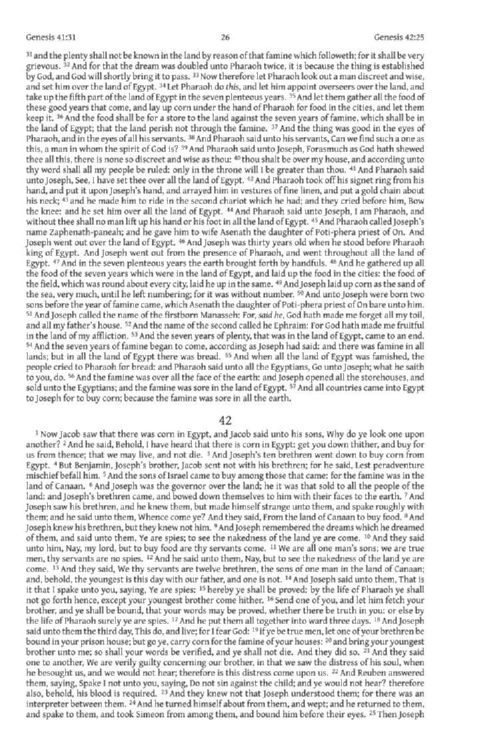 Genesis 41:31 26 Genesis 42:25
31 and the plenty shall not be known in the land by reason of that famine which followeth; for it shall be very
grievous. 32 And for that the dream was doubled unto Pharaoh twice, it is because the thing is established
by God, and God will shortly bring it to pass. 33 Now therefore let Pharaoh look out a man discreet and wise,
and set him over the land of Egypt. 34 Let Pharaoh do this, and let him appoint overseers over the land, and
take up the fifth part of the land of Egypt in the seven plenteous years. 35 And let them gather all the food of
these good years that come, and lay up corn under the hand of Pharaoh for food in the cities, and let them
keep it. 36 And the food shall be for a store to the land against the seven years of famine, which shall be in
the land of Egypt; that the land perish not through the famine. 37 And the thing was good in the eyes of
Pharaoh, and in the eyes of all his servants. 38 And Pharaoh said unto his servants, Can we find such a one as
this, a man in whom the spirit of God is? 39 And Pharaoh said unto Joseph, Forasmuch as God hath shewed
thee all this, there is none so discreet and wise as thou: 40 thou shalt be over my house, and according unto
thy word shall all my people be ruled: only in the throne will I be greater than thou. 41 And Pharaoh said
unto Joseph, See, I have set thee over all the land of Egypt. 42 And Pharaoh took off his signet ring from his
hand, and put it upon Joseph's hand, and arrayed him in vestures of fine linen, and put a gold chain about
his neck; 43 and he made him to ride in the second chariot which he had; and they cried before him, Bow
the knee: and he set him over all the land of Egypt. 44 And Pharaoh said unto Joseph, I am Pharaoh, and
without thee shall no man lift up his hand or his foot in all the land of Egypt. 45 And Pharaoh called Joseph's
name Zaphenath-paneah; and he gave him to wife Asenath the daughter of Poti-phera priest of On. And
Joseph went out over the land of Egypt. 46 And Joseph was thirty years old when he stood before Pharaoh
king of Egypt. And Joseph went out from the presence of Pharaoh, and went throughout all the land of
Egypt. 47 And in the seven plenteous years the earth brought forth by handfuls. 48 And he gathered up all
the food of the seven years which were in the land of Egypt, and laid up the food in the cities: the food of
the field, which was round about every city, laid he up in the same. 49 And Joseph laid up corn as the sand of
the sea, very much, until he left numbering; for it was without number. 50 And unto Joseph were born two
sons before the year of famine came, which Asenath the daughter of Poti-phera priest of On bare unto him.
51 And Joseph called the name of the firstborn Manasseh: For, said he, God hath made me forget all my toil,
and all my father's house. 52 And the name of the second called he Ephraim: For God hath made me fruitful
in the land of my affliction. 53 And the seven years of plenty, that was in the land of Egypt, came to an end.
54 And the seven years of famine began to come, according as Joseph had said: and there was famine in all
lands; but in all the land of Egypt there was bread. 55 And when all the land of Egypt was famished, the
people cried to Pharaoh for bread: and Pharaoh said unto all the Egyptians, Go unto Joseph; what he saith
to you, do. 56 And the famine was over all the face of the earth: and Joseph opened all the storehouses, and
sold unto the Egyptians; and the famine was sore in the land of Egypt. 57 And all countries came into Egypt
to Joseph for to buy corn; because the famine was sore in all the earth.
42
1 Now Jacob saw that there was corn in Egypt, and Jacob said unto his sons, Why do ye look one upon
another? 2 And he said, Behold, I have heard that there is corn in Egypt: get you down thither, and buy for
us from thence; that we may live, and not die. 3 And Joseph's ten brethren went down to buy corn from
Egypt. 4 But Benjamin, Joseph's brother, Jacob sent not with his brethren; for he said, Lest peradventure
mischief befall him. 5 And the sons of Israel came to buy among those that came: for the famine was in the
land of Canaan. 6 And Joseph was the governor over the land; he it was that sold to all the people of the
land: and Joseph's brethren came, and bowed down themselves to him with their faces to the earth. 7 And
Joseph saw his brethren, and he knew them, but made himself strange unto them, and spake roughly with
them; and he said unto them, Whence come ye? And they said, From the land of Canaan to buy food. 8 And
Joseph knew his brethren, but they knew not him. 9 And Joseph remembered the dreams which he dreamed
of them, and said unto them, Ye are spies; to see the nakedness of the land ye are come. 10 And they said
unto him, Nay, my lord, but to buy food are thy servants come. 11 We are all one man's sons; we are true
men, thy servants are no spies. 12 And he said unto them, Nay, but to see the nakedness of the land ye are
come. 13 And they said, We thy servants are twelve brethren, the sons of one man in the land of Canaan;
and, behold, the youngest is this day with our father, and one is not. 14 And Joseph said unto them, That is
it that I spake unto you, saying, Ye are spies: 15 hereby ye shall be proved: by the life of Pharaoh ye shall
not go forth hence, except your youngest brother come hither. 16 Send one of you, and let him fetch your
brother, and ye shall be bound, that your words may be proved, whether there be truth in you: or else by
the life of Pharaoh surely ye are spies. 17 And he put them all together into ward three days. 18 And Joseph
said unto them the third day, This do, and live; for I fear God: 19 if ye be true men, let one of your brethren be
bound in your prison house; but go ye, carry corn for the famine of your houses: 20 and bring your youngest
brother unto me; so shall your words be verified, and ye shall not die. And they did so. 21 And they said
one to another, We are verily guilty concerning our brother, in that we saw the distress of his soul, when
he besought us, and we would not hear; therefore is this distress come upon us. 22 And Reuben answered
them, saying, Spake I not unto you, saying, Do not sin against the child; and ye would not hear? therefore
also, behold, his blood is required. 23 And they knew not that Joseph understood them; for there was an
interpreter between them. 24 And he turned himself about from them, and wept; and he returned to them,
and spake to them, and took Simeon from among them, and bound him before their eyes. 25 Then Joseph